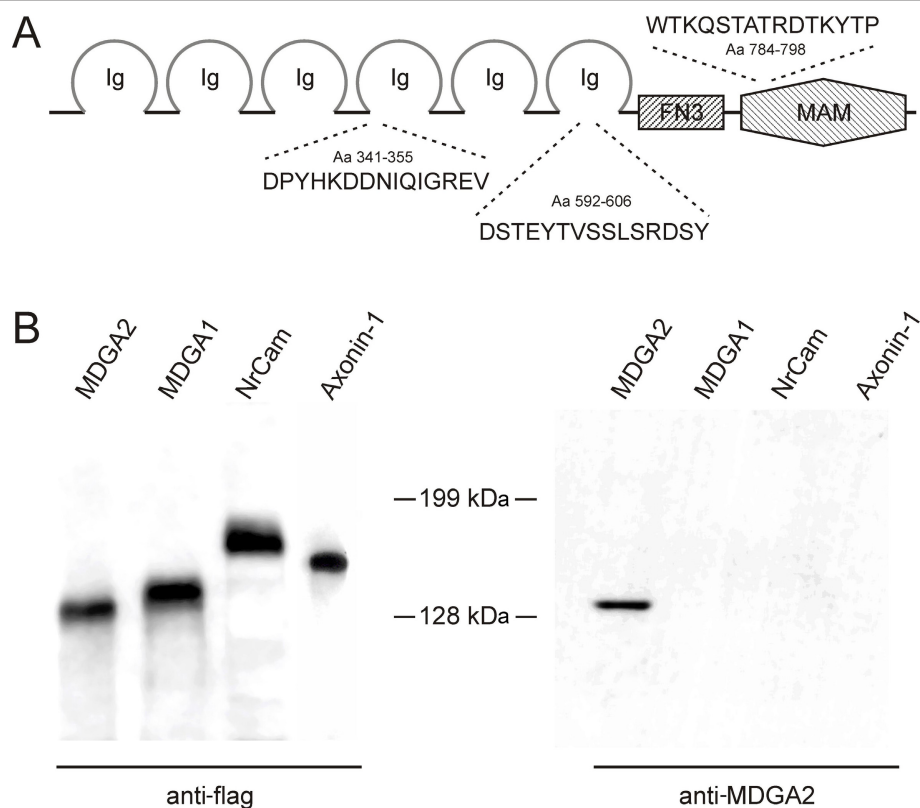 A
WTKQSTATRDTKYTP
Aa 784-798
Ig Ig Ig Ig Ig Ig FN3 MAM
Aa 341-355
DPYHKDDNIQIGREV
Aa 592-606
DSTEYTVSSLSRDSY
B
MDGA2 MDGA1 NrCam Axonin-1 MDGA2 MDGA1 NrCam Axonin-1
199 kDa
128 kDa
anti-flag anti-MDGA2